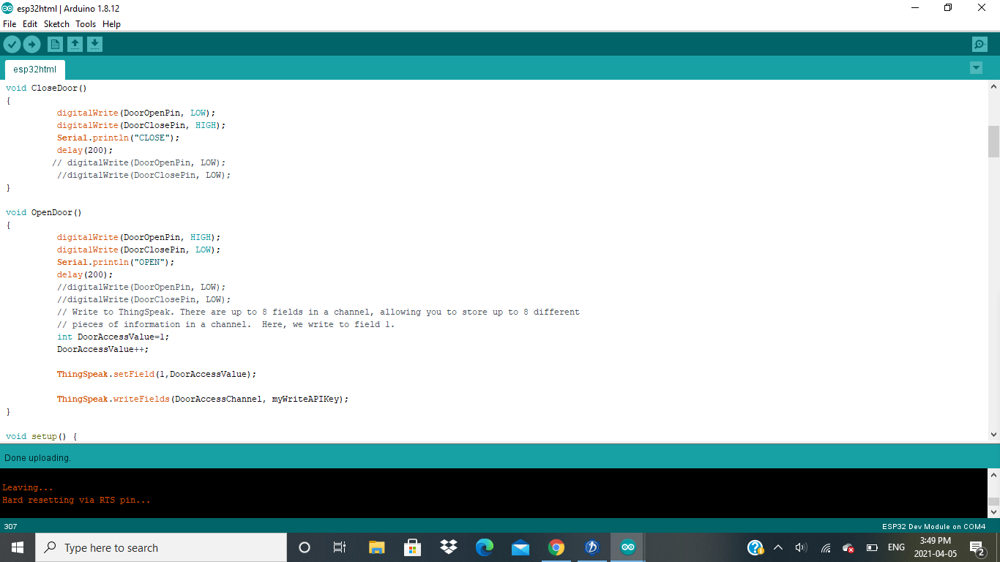 esp32html | Arduino 1.8.12
File Edit Sketch Tools Help
esp32html
void CloseDoor()
{
digitalWrite(DoorOpenPin, LOW);
digitalWrite(DoorClosePin, HIGH);
Serial.println("CLOSE");
delay(200);
// digitalWrite(DoorOpenPin, LOW);
//digitalWrite(DoorClosePin, LOW);
}
void OpenDoor()
{
digitalWrite(DoorOpenPin, HIGH);
digitalWrite(DoorClosePin, LOW);
Serial.println("OPEN");
delay(200);
//digitalWrite(DoorOpenPin, LOW);
//digitalWrite(DoorClosePin, LOW);
// Write to ThingSpeak. There are up to 8 fields in a channel, allowing you to store up to 8 different
// pieces of information in a channel.  Here, we write to field 1.
int DoorAccessValue=1;
DoorAccessValue++;
ThingSpeak.setField(1,DoorAccessValue);
ThingSpeak.writeFields(DoorAccessChannel, myWriteAPIKey);
}
void setup() {
Done uploading.
Leaving...
Hard resetting via RTS pin...
307 ESP32 Dev Module on COM4
Type here to search
ENG
3:49 PM
2021-04-05
2